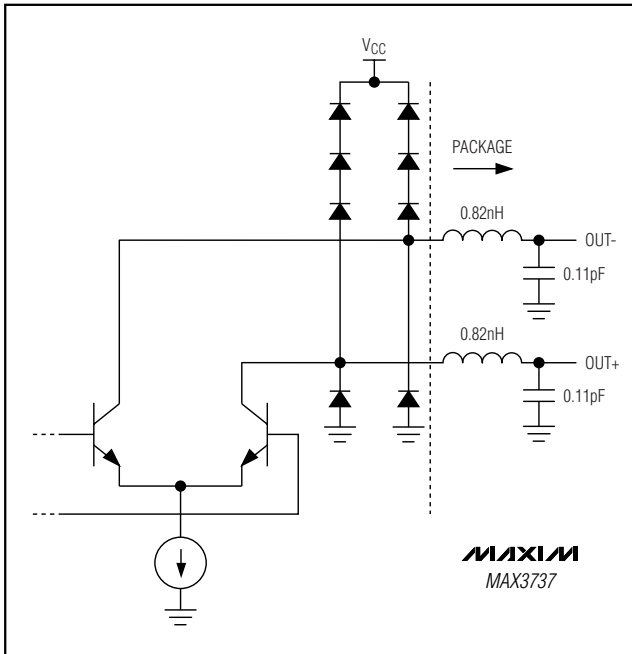 VCC
PACKAGE
0.82nH
OUT-
0.11pF
0.82nH
OUT+
0.11pF
MAXIM
MAX3737